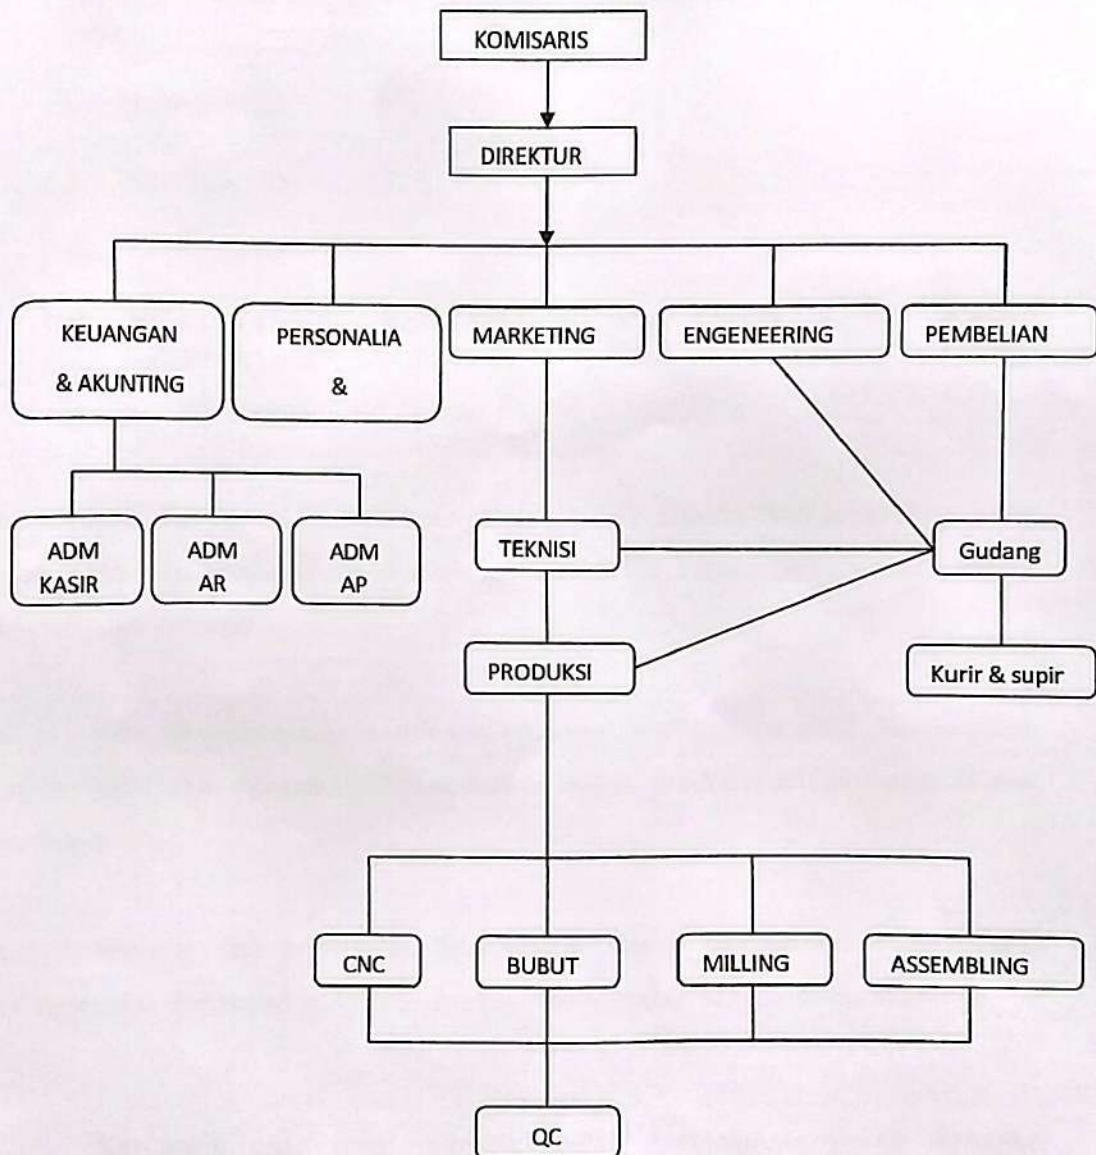 KOMISARIS
DIREKTUR
KEUANGAN
& AKUNTING
PERSONALIA
&
MARKETING
ENGENEERING
PEMBELIAN
ADM
KASIR
ADM
AR
ADM
AP
TEKNISI
Gudang
PRODUKSI
Kurir & supir
CNC
BUBUT
MILLING
ASSEMBLING
QC